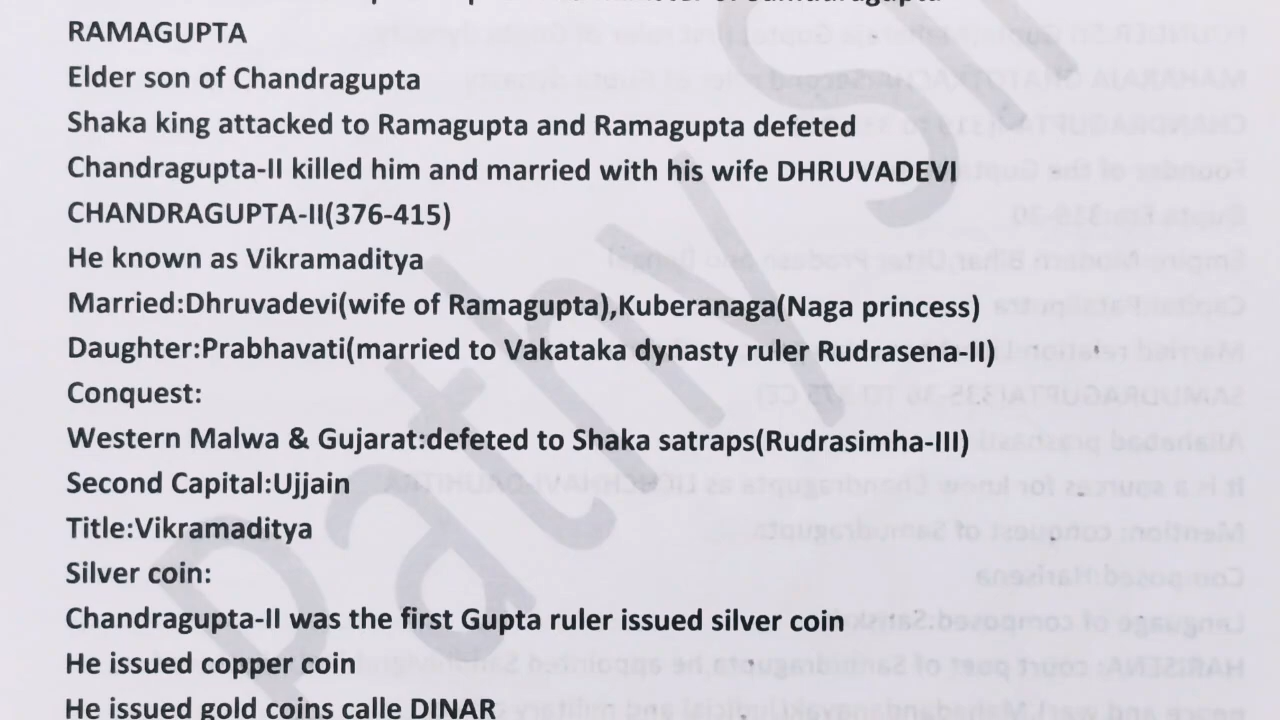 RAMAGUPTA
Elder son of Chandragupta
Shaka king attacked to Ramagupta and Ramagupta defeted
Chandragupta-II killed him and married with his wife DHRUVADEVI
CHANDRAGUPTA-II(376-415)
He known as Vikramaditya
Married:Dhruvadevi(wife of Ramagupta),Kuberanaga(Naga princess)
Daughter:Prabhavati(married to Vakataka dynasty ruler Rudrasena-II)
Conquest:
Western Malwa & Gujarat:defeted to Shaka satraps(Rudrasimha-III)
Second Capital:Ujjain
Title:Vikramaditya
Silver coin:
Chandragupta-II was the first Gupta ruler issued silver coin
He issued copper coin
He issued gold coins calle DINAR
Pathy